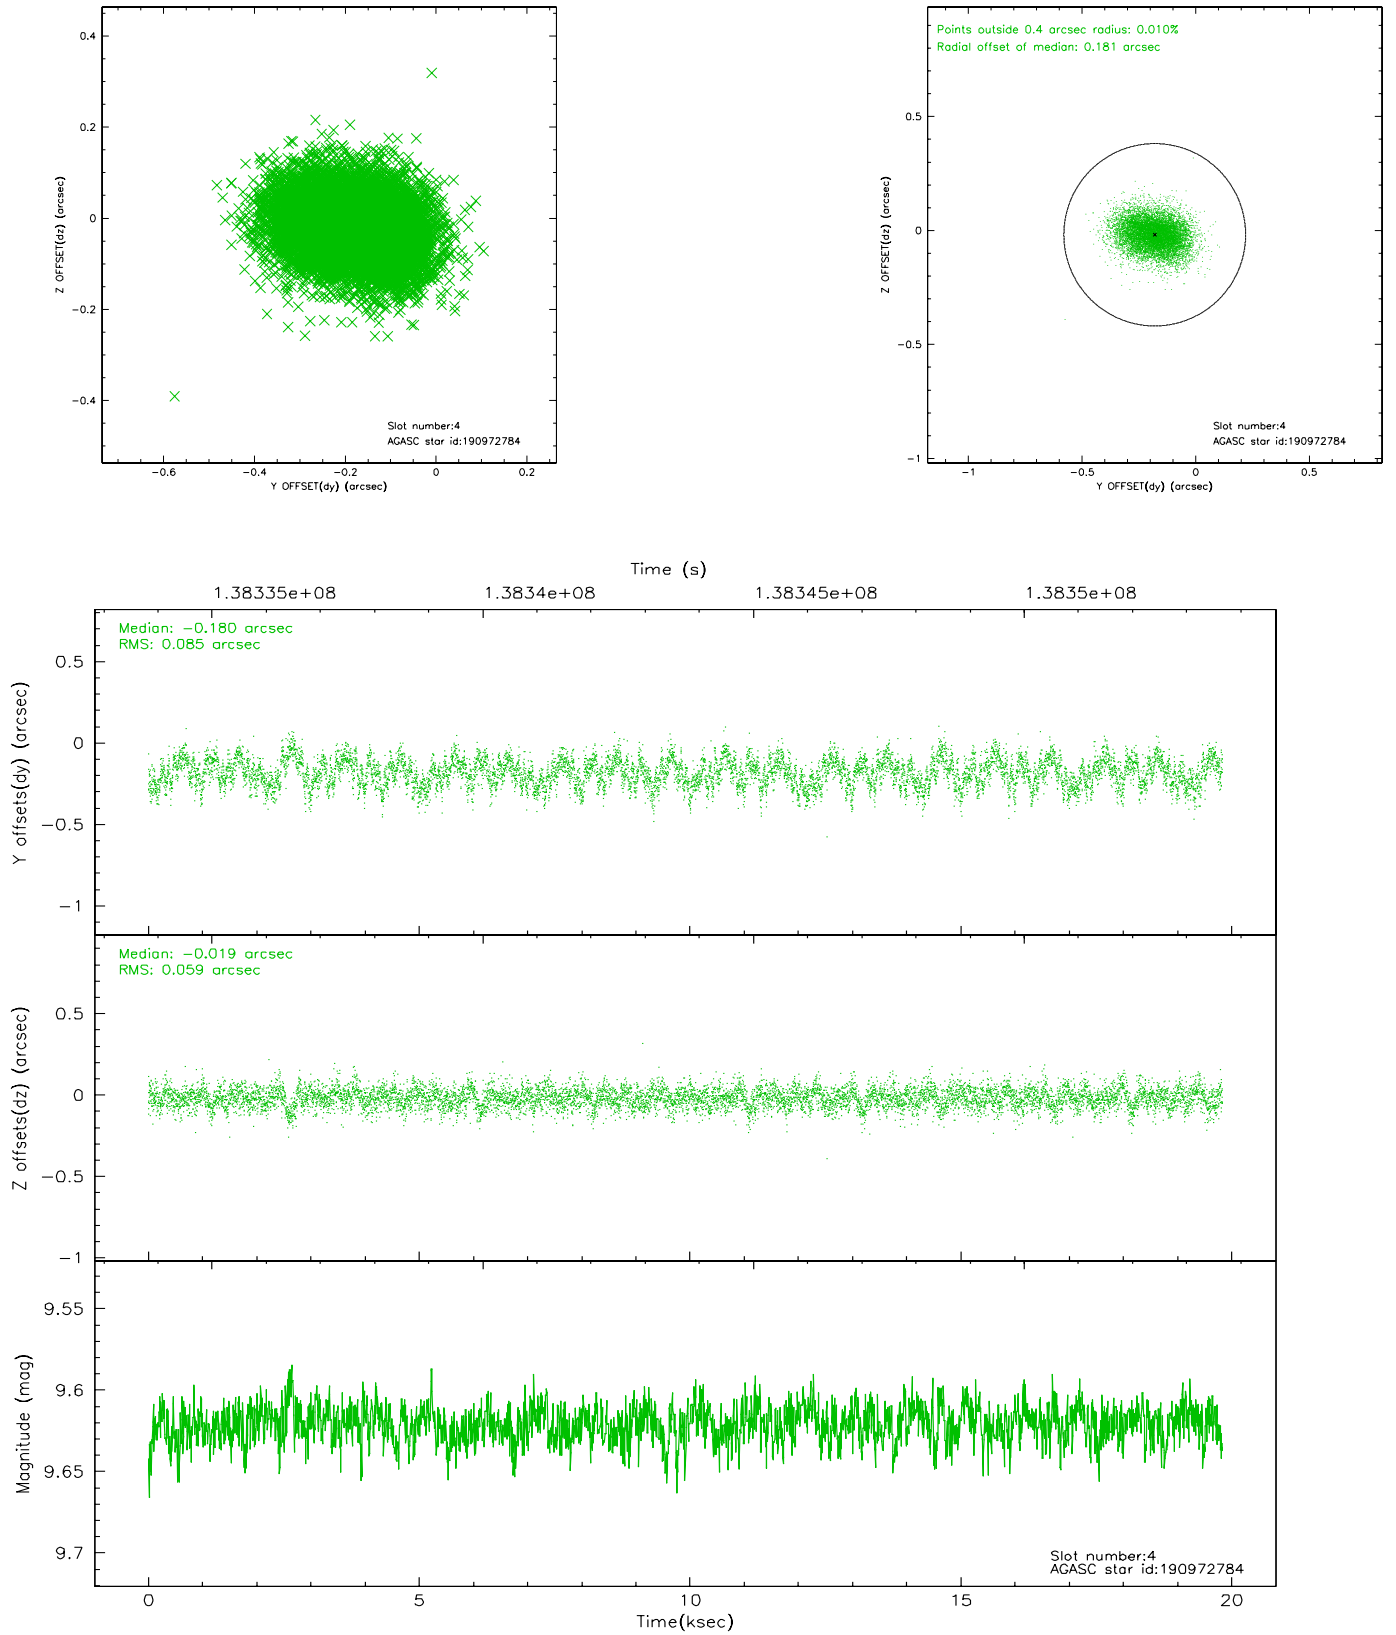 0.4
0.2
0
−0.2
−0.4
Z OFFSET(dz) (arcsec)
Slot number:4
AGASC star id:190972784
−0.6 −0.4 −0.2 0 0.2
Y OFFSET(dy) (arcsec)
Points outside 0.4 arcsec radius: 0.010%
Radial offset of median: 0.181 arcsec
0.5
0
−0.5
−1
Z OFFSET(dz) (arcsec)
Slot number:4
AGASC star id:190972784
−1 −0.5 0 0.5
Y OFFSET(dy) (arcsec)
Time (s)
1.38335e+08 1.3834e+08 1.38345e+08 1.3835e+08
Median: −0.180 arcsec
RMS: 0.085 arcsec
0.5
0
−0.5
−1
Y offsets(dy) (arcsec)
Median: −0.019 arcsec
RMS: 0.059 arcsec
0.5
0
−0.5
−1
Z offsets(dz) (arcsec)
9.55
9.6
9.65
9.7
Magnitude (mag)
Slot number:4
AGASC star id:190972784
0 5 10 15 20
Time(ksec)